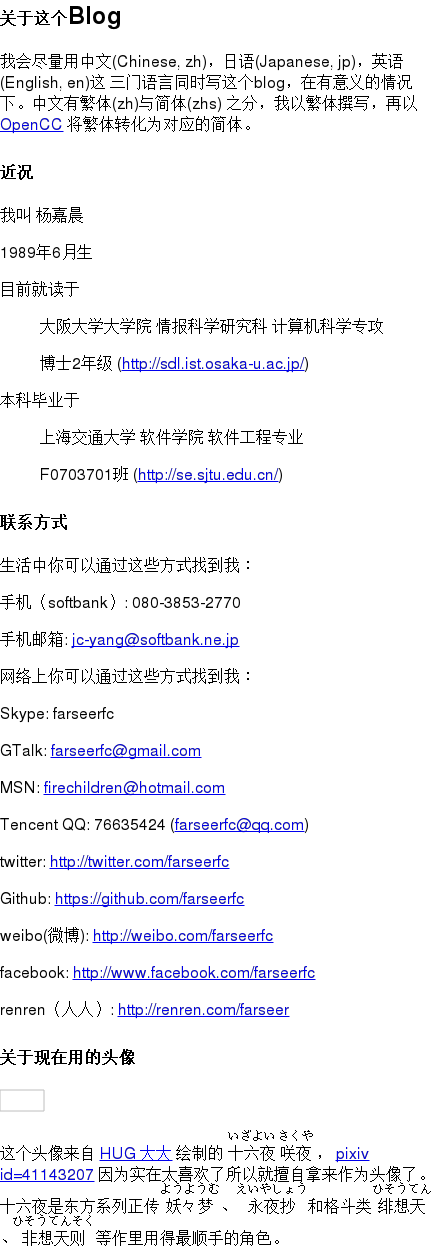 关于这个Blog
我会尽量用中文(Chinese, zh)，日语(Japanese, jp)，英语
(English, en)这 三门语言同时写这个blog，在有意义的情况
下。中文有繁体(zh)与简体(zhs) 之分，我以繁体撰写，再以
OpenCC 将繁体转化为对应的简体。
近况
我叫 杨嘉晨
1989年6月生
目前就读于
大阪大学大学院 情报科学研究科 计算机科学专攻
博士2年级 (http://sdl.ist.osaka-u.ac.jp/)
本科毕业于
上海交通大学 软件学院 软件工程专业
F0703701班 (http://se.sjtu.edu.cn/)
联系方式
生活中你可以通过这些方式找到我：
手机（softbank）: 080-3853-2770
手机邮箱: jc-yang@softbank.ne.jp
网络上你可以通过这些方式找到我：
Skype: farseerfc
GTalk: farseerfc@gmail.com
MSN: firechildren@hotmail.com
Tencent QQ: 76635424 (farseerfc@qq.com)
twitter: http://twitter.com/farseerfc
Github: https://github.com/farseerfc
weibo(微博): http://weibo.com/farseerfc
facebook: http://www.facebook.com/farseerfc
renren（人人）: http://renren.com/farseer
关于现在用的头像
いざよい さくや
这个头像来自 HUG 大大 绘制的 十六夜 咲夜 ， pixiv
id=41143207 因为实在太喜欢了所以就擅自拿来作为头像了。
ようようむ えいやしょう ひそうてん
十六夜是东方系列正传 妖々梦 、 永夜抄 和格斗类 绯想天
ひそうてんそく
、 非想天则 等作里用得最顺手的角色。